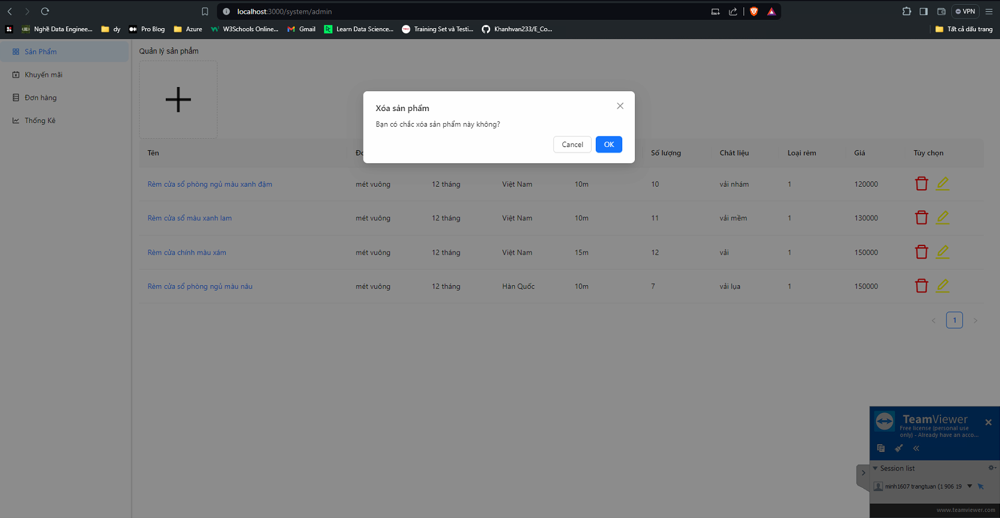 localhost:3000/system/admin
VPN
Nghề Data Enginee...
dy
Pro Blog
Azure
W3Schools Online...
Gmail
Learn Data Science...
Training Set và Testi...
Khanhvan233/E_Co...
Tất cả dấu trang
Sản Phẩm
Khuyến mãi
Đơn hàng
Thống Kê
Quản lý sản phẩm
Xóa sản phẩm
Bạn có chắc xóa sản phẩm này không?
Cancel OK
Tên Số lượng Chât liệu Loại rèm Giá Tùy chọn
Rèm cửa sổ phòng ngủ màu xanh đậm mét vuông 12 tháng Việt Nam 10m 10 vải nhám 1 120000
Rèm cửa sổ màu xanh lam mét vuông 12 tháng Việt Nam 10m 11 vải mềm 1 130000
Rèm cửa chính màu xám mét vuông 12 tháng Việt Nam 15m 12 vải 1 150000
Rèm cửa sổ phòng ngủ màu nâu mét vuông 12 tháng Hàn Quốc 10m 7 vải lụa 1 150000
1
TeamViewer
Free license (personal use
only) - Already have an acco...
Session list
minh1607 trangtuan (1 906 19
www.teamviewer.com